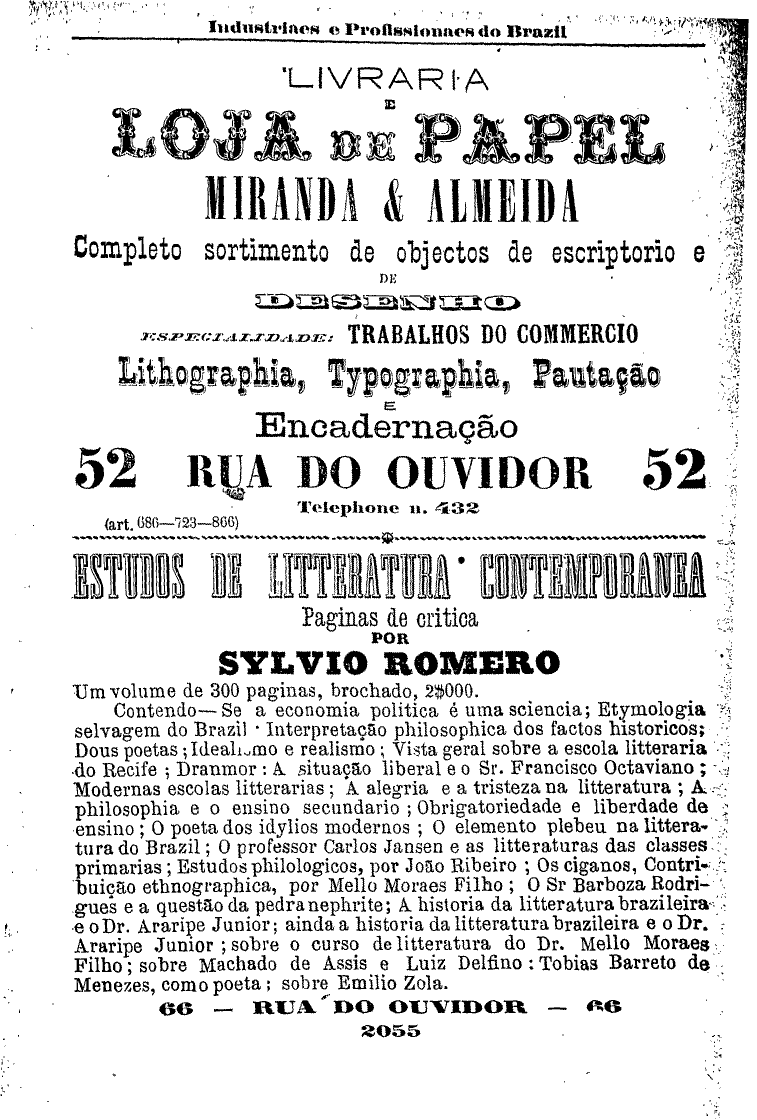 Industriaes e Profissionaes do Brazil
LIVRARIA
E
LOJA DE PAPEL
MIRANDA & ALMEIDA
Completo sortimento de objectos de escriptorio e
DE
DESENHO
ESPECIALIDADE: TRABALHOS DO COMMERCIO
Lithographia, Typographia, Pautação
E
Encadernação
52 RUA DO OUVIDOR 52
Telephone n. 432
(art. 686—723—866)
ESTUDOS DE LITTERATURA CONTEMPORANEA
Paginas de critica
POR
SYLVIO ROMERO
Um volume de 300 paginas, brochado, 2$000.
Contendo—Se a economia politica é uma sciencia; Etymologia
selvagem do Brazil · Interpretação philosophica dos factos historicos;
Dous poetas; Idealismo e realismo; Vista geral sobre a escola litteraria
do Recife; Dranmor: A situação liberal e o Sr. Francisco Octaviano;
Modernas escolas litterarias; A alegria e a tristeza na litteratura; A
philosophia e o ensino secundario; Obrigatoriedade e liberdade de
ensino; O poeta dos idylios modernos; O elemento plebeu na littera-
tura do Brazil; O professor Carlos Jansen e as litteraturas das classes
primarias; Estudos philologicos, por João Ribeiro; Os ciganos, Contri-
buição ethnographica, por Mello Moraes Filho; O Sr Barboza Rodri-
gues e a questão da pedra nephrite; A historia da litteratura brazileira
e o Dr. Araripe Junior; ainda a historia da litteratura brazileira e o Dr.
Araripe Junior; sobre o curso de litteratura do Dr. Mello Moraes
Filho; sobre Machado de Assis e Luiz Delfino: Tobias Barreto de
Menezes, como poeta; sobre Emilio Zola.
66 — RUA DO OUVIDOR — 66
2055